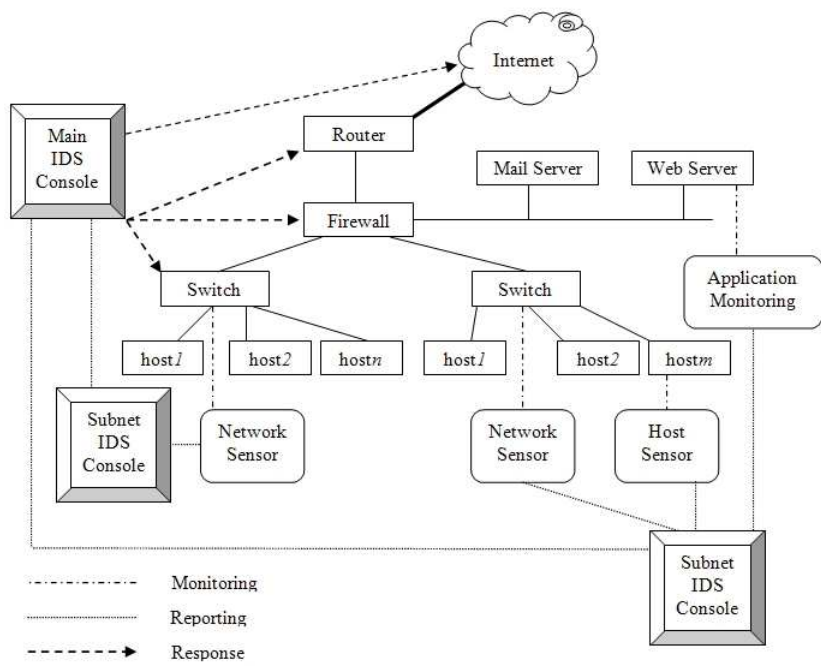 Internet
Main
IDS
Console
Router
Mail Server
Web Server
Firewall
Application
Monitoring
Switch
Switch
host1
host2
hostn
host1
host2
hostm
Subnet
IDS
Console
Network
Sensor
Network
Sensor
Host
Sensor
Subnet
IDS
Console
Monitoring
Reporting
Response